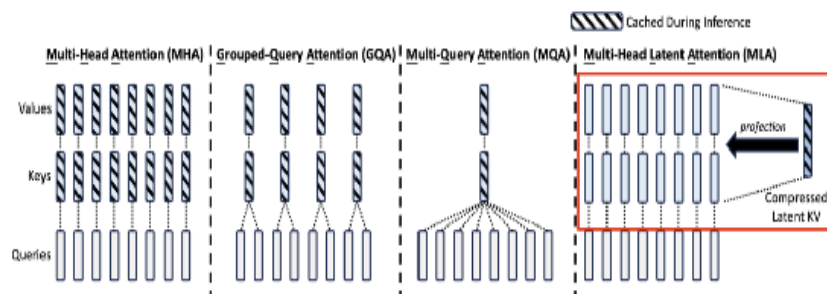 Cached During Inference
Multi-Head Attention (MHA)
Grouped-Query Attention (GQA)
Multi-Query Attention (MQA)
Multi-Head Latent Attention (MLA)
Values
Keys
Queries
projection
Compressed
Latent KV